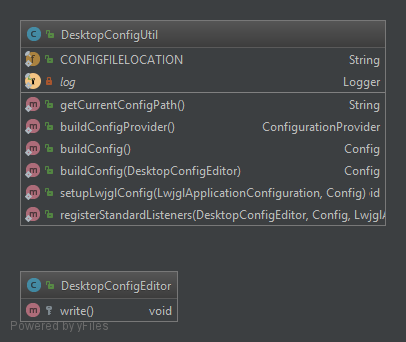 DesktopConfigUtil
CONFIGFILELOCATION String
log Logger
getCurrentConfigPath() String
buildConfigProvider() ConfigurationProvider
buildConfig() Config
buildConfig(DesktopConfigEditor) Config
setupLwjglConfig(LwjglApplicationConfiguration, Config) id
registerStandardListeners(DesktopConfigEditor, Config, LwjglA
DesktopConfigEditor
write() void
Powered by yFiles